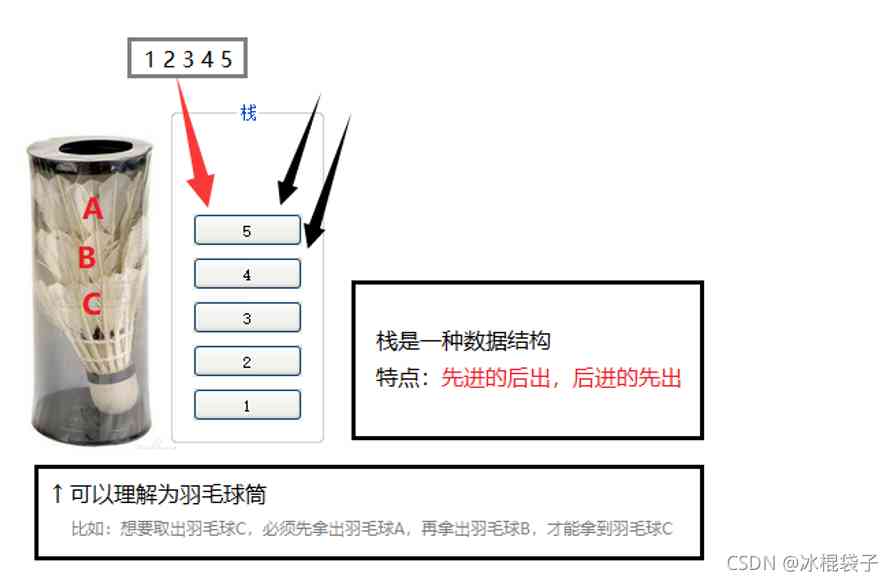 1 2 3 4 5
栈
A
B
C
5
4
3
2
1
栈是一种数据结构
特点：先进的后出，后进的先出
↑可以理解为羽毛球筒
比如：想要取出羽毛球C，必须先拿出羽毛球A，再拿出羽毛球B，才能拿到羽毛球C
CSDN @冰棍袋子